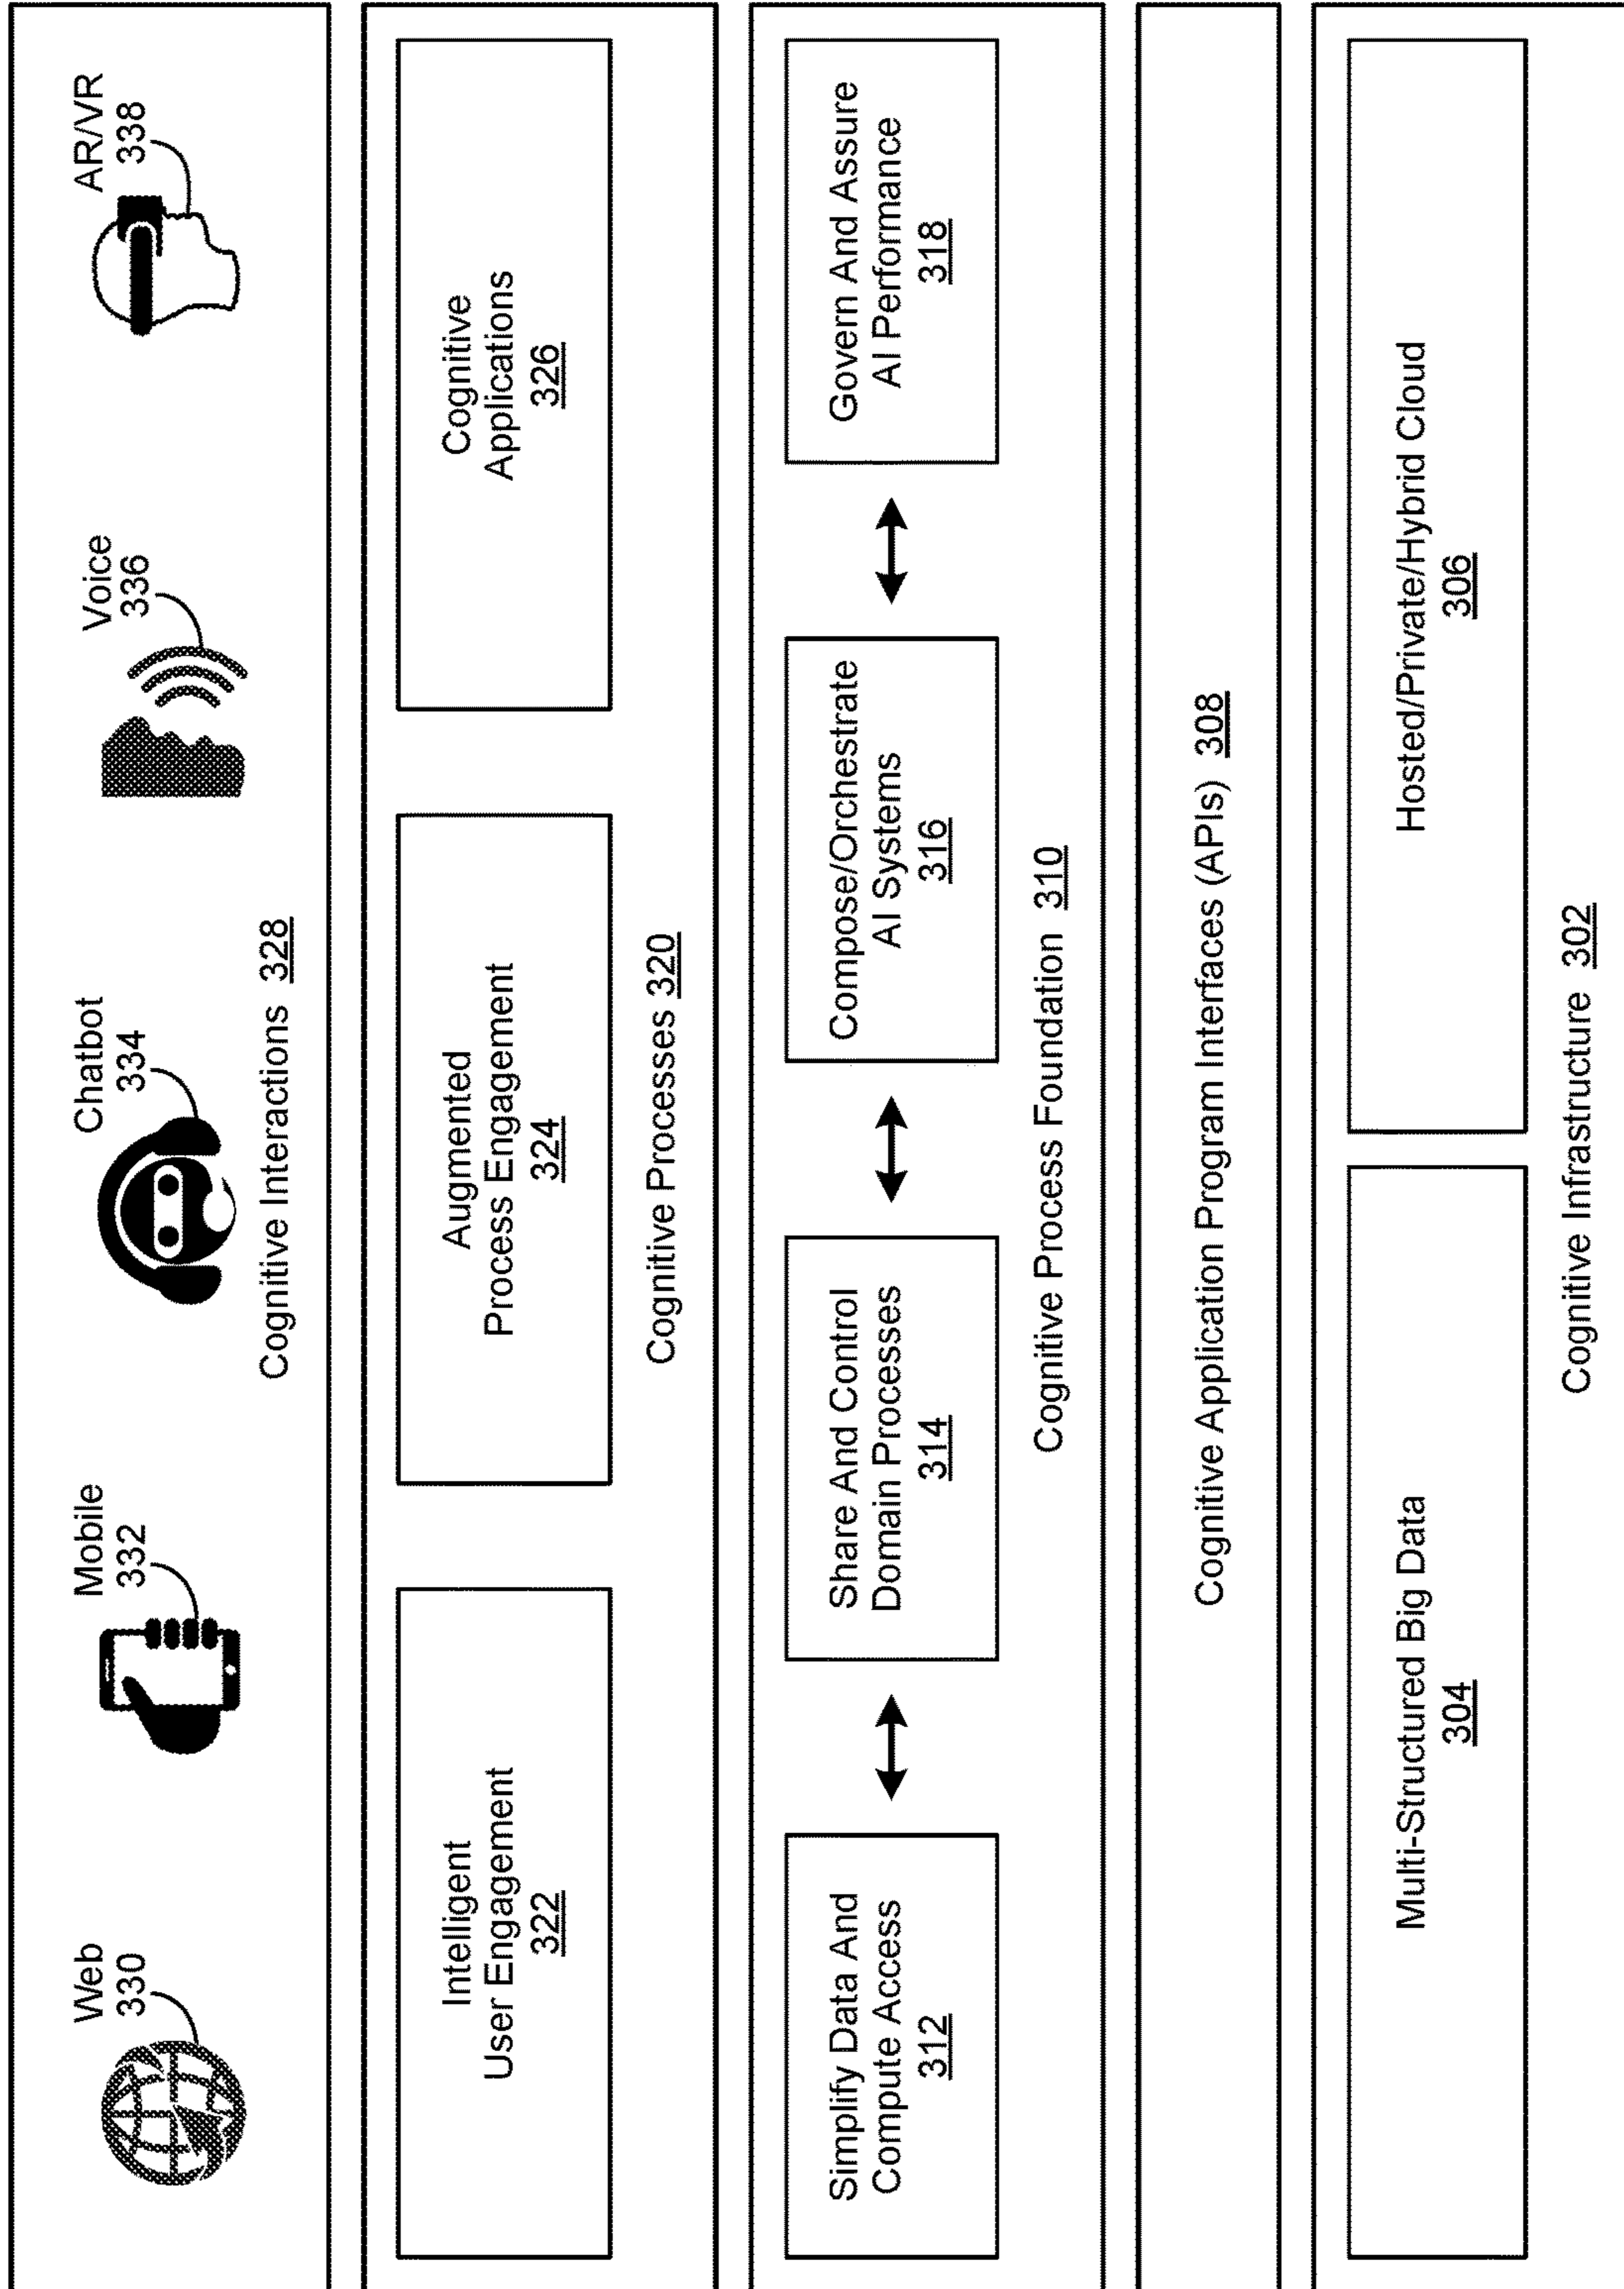 Web
330
Mobile
332
Chatbot
334
Voice
336
AR/VR
338
Cognitive Interactions 328
Intelligent
User Engagement
322
Augmented
Process Engagement
324
Cognitive
Applications
326
Cognitive Processes 320
Simplify Data And
Compute Access
312
Share And Control
Domain Processes
314
Compose/Orchestrate
AI Systems
316
Govern And Assure
AI Performance
318
Cognitive Process Foundation 310
Cognitive Application Program Interfaces (APIs) 308
Multi-Structured Big Data
304
Hosted/Private/Hybrid Cloud
306
Cognitive Infrastructure 302